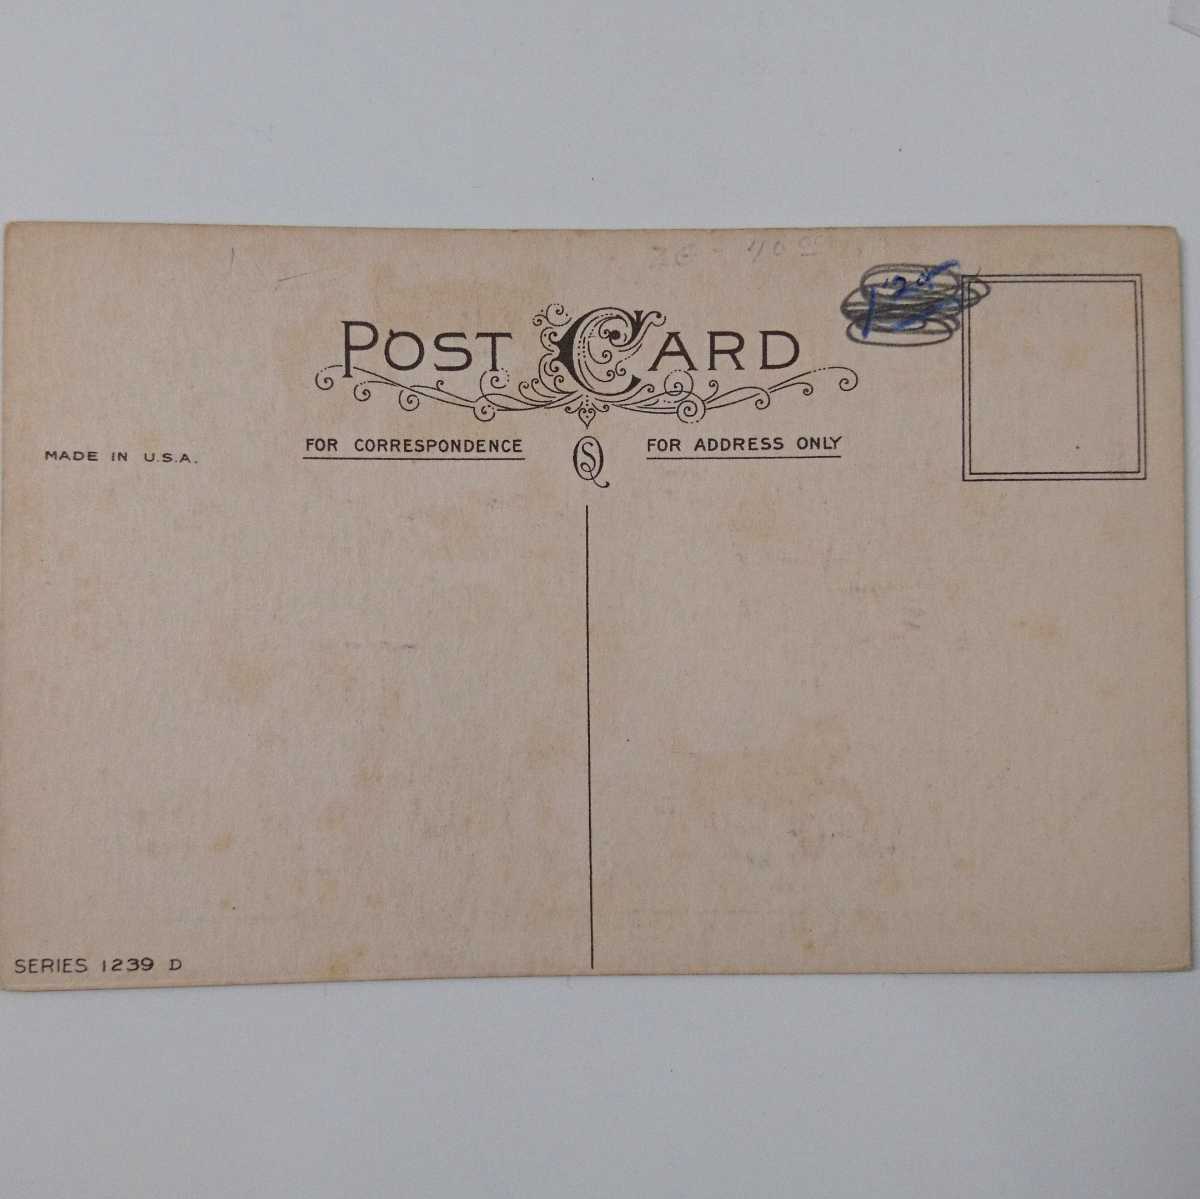 POST CARD
FOR CORRESPONDENCE
FOR ADDRESS ONLY
MADE IN U.S.A.
SERIES 1239 D